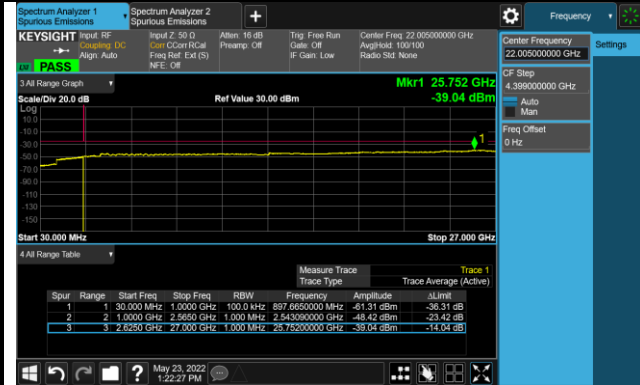 Spectrum Analyzer 1
Spurious Emissions
Spectrum Analyzer 2
Spurious Emissions
+
Frequency
KEYSIGHT
Input: RF
Coupling: DC
Align: Auto
Input Z: 50 Ω
Corr CCorr RCal
Freq Ref: Ext (S)
NFE: Off
Atten: 16 dB
Preamp: Off
Trig: Free Run
Gate: Off
IF Gain: Low
Center Freq: 22.005000000 GHz
Avg|Hold: 100/100
Radio Std: None
PASS
Center Frequency
22.005000000 GHz
Settings
CF Step
4.399000000 GHz
Auto
Man
Freq Offset
0 Hz
3 All Range Graph
Mkr1 25.752 GHz
Scale/Div 20.0 dB
Ref Value 30.00 dBm
-39.04 dBm
Log
10.0
-10.0
-30.0
-50.0
-70.0
-90.0
-110
-130
-150
1
Start 30.000 MHz
Stop 27.000 GHz
4 All Range Table
Measure Trace Trace 1
Trace Type Trace Average (Active)
Spur Range Start Freq Stop Freq RBW Frequency Amplitude ΔLimit
1 1 30.000 MHz 1.0000 GHz 100.0 kHz 897.6650000 MHz -61.31 dBm -36.31 dB
2 2 1.0000 GHz 2.5650 GHz 1.000 MHz 2.543090000 GHz -48.42 dBm -23.42 dB
3 3 2.6250 GHz 27.000 GHz 1.000 MHz 25.75200000 GHz -39.04 dBm -14.04 dB
?
May 23, 2022
1:22:27 PM